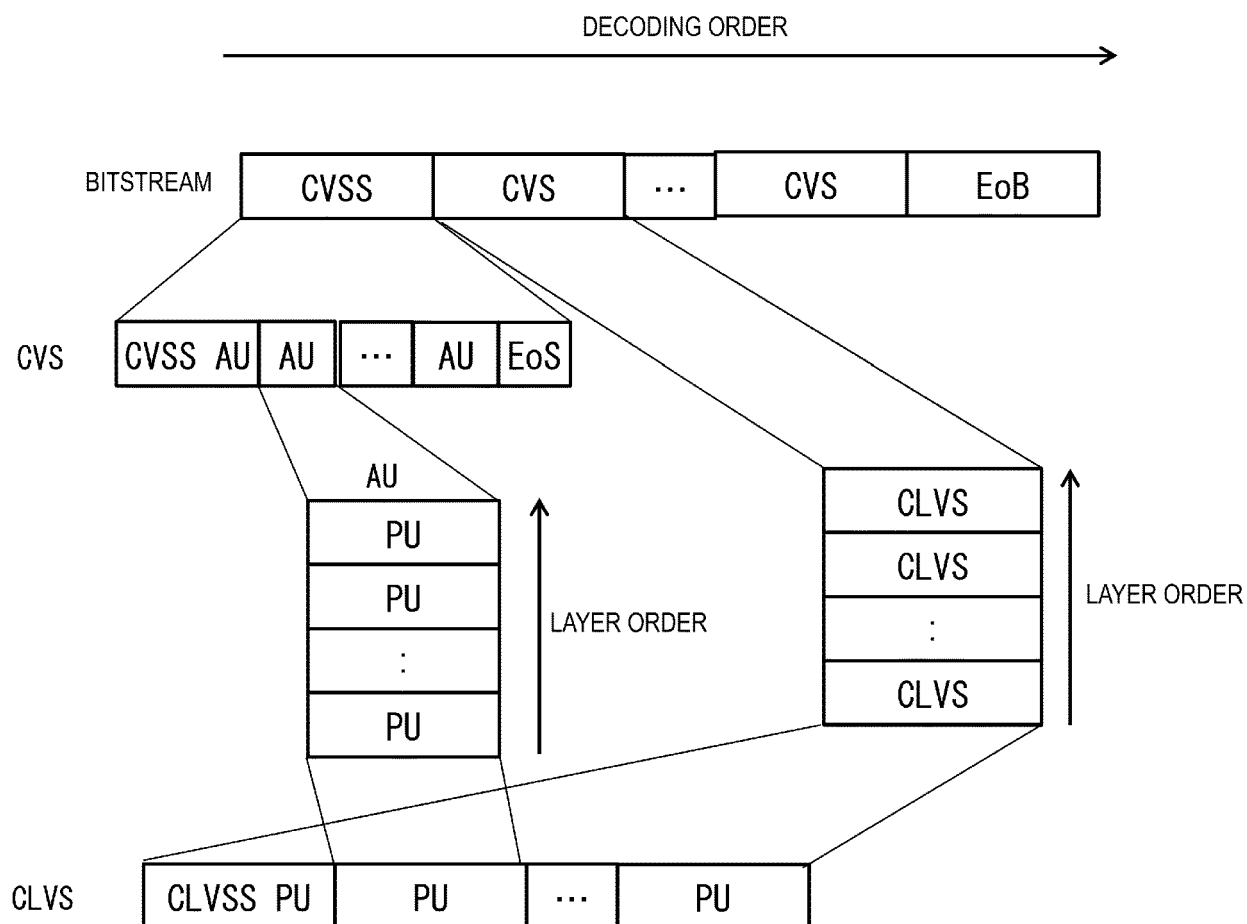 DECODING ORDER
BITSTREAM CVSS CVS ... CVS EoB
CVS CVSS AU AU ... AU EoS
AU
PU
PU
:
PU
LAYER ORDER
CLVS
CLVS
:
CLVS
LAYER ORDER
CLVS CLVSS PU PU ... PU